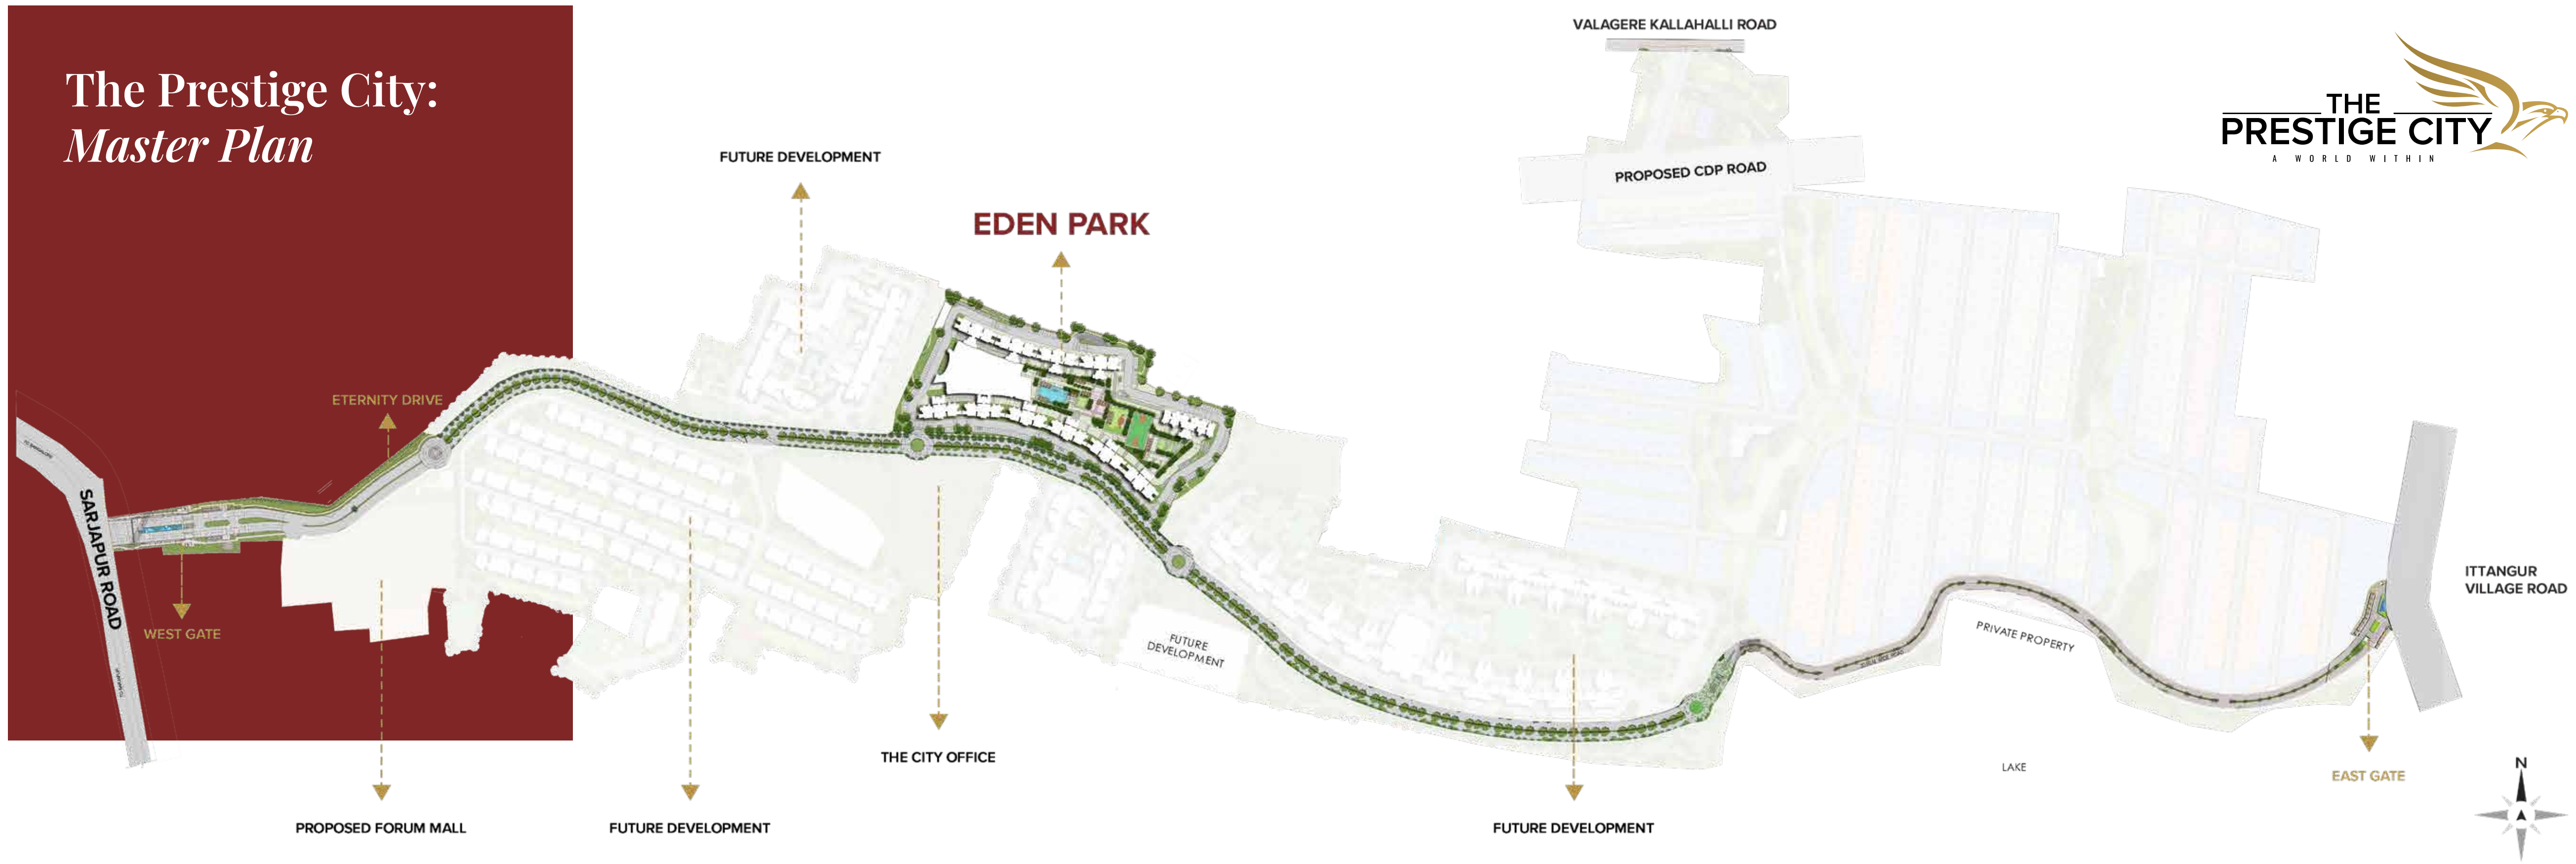 The Prestige City:
Master Plan
VALAGERE KALLAHALLI ROAD
THE
PRESTIGE CITY
A WORLD WITHIN
FUTURE DEVELOPMENT
PROPOSED CDP ROAD
EDEN PARK
ETERNITY DRIVE
SARJAPUR ROAD
WEST GATE
ITTANGUR
VILLAGE ROAD
FUTURE
DEVELOPMENT
PRIVATE PROPERTY
THE CITY OFFICE
LAKE
EAST GATE
N
PROPOSED FORUM MALL
FUTURE DEVELOPMENT
FUTURE DEVELOPMENT